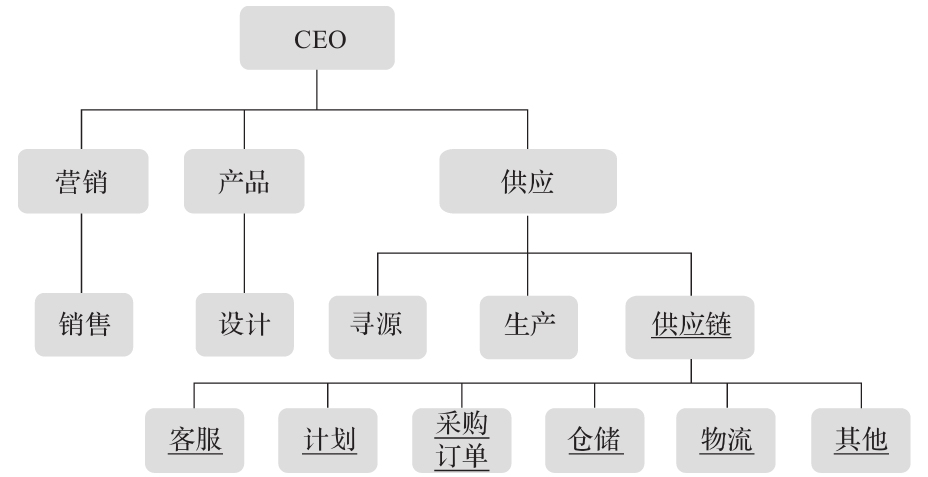 CEO
营销
产品
供应
销售
设计
寻源
生产
供应链
客服
计划
采购
订单
仓储
物流
其他